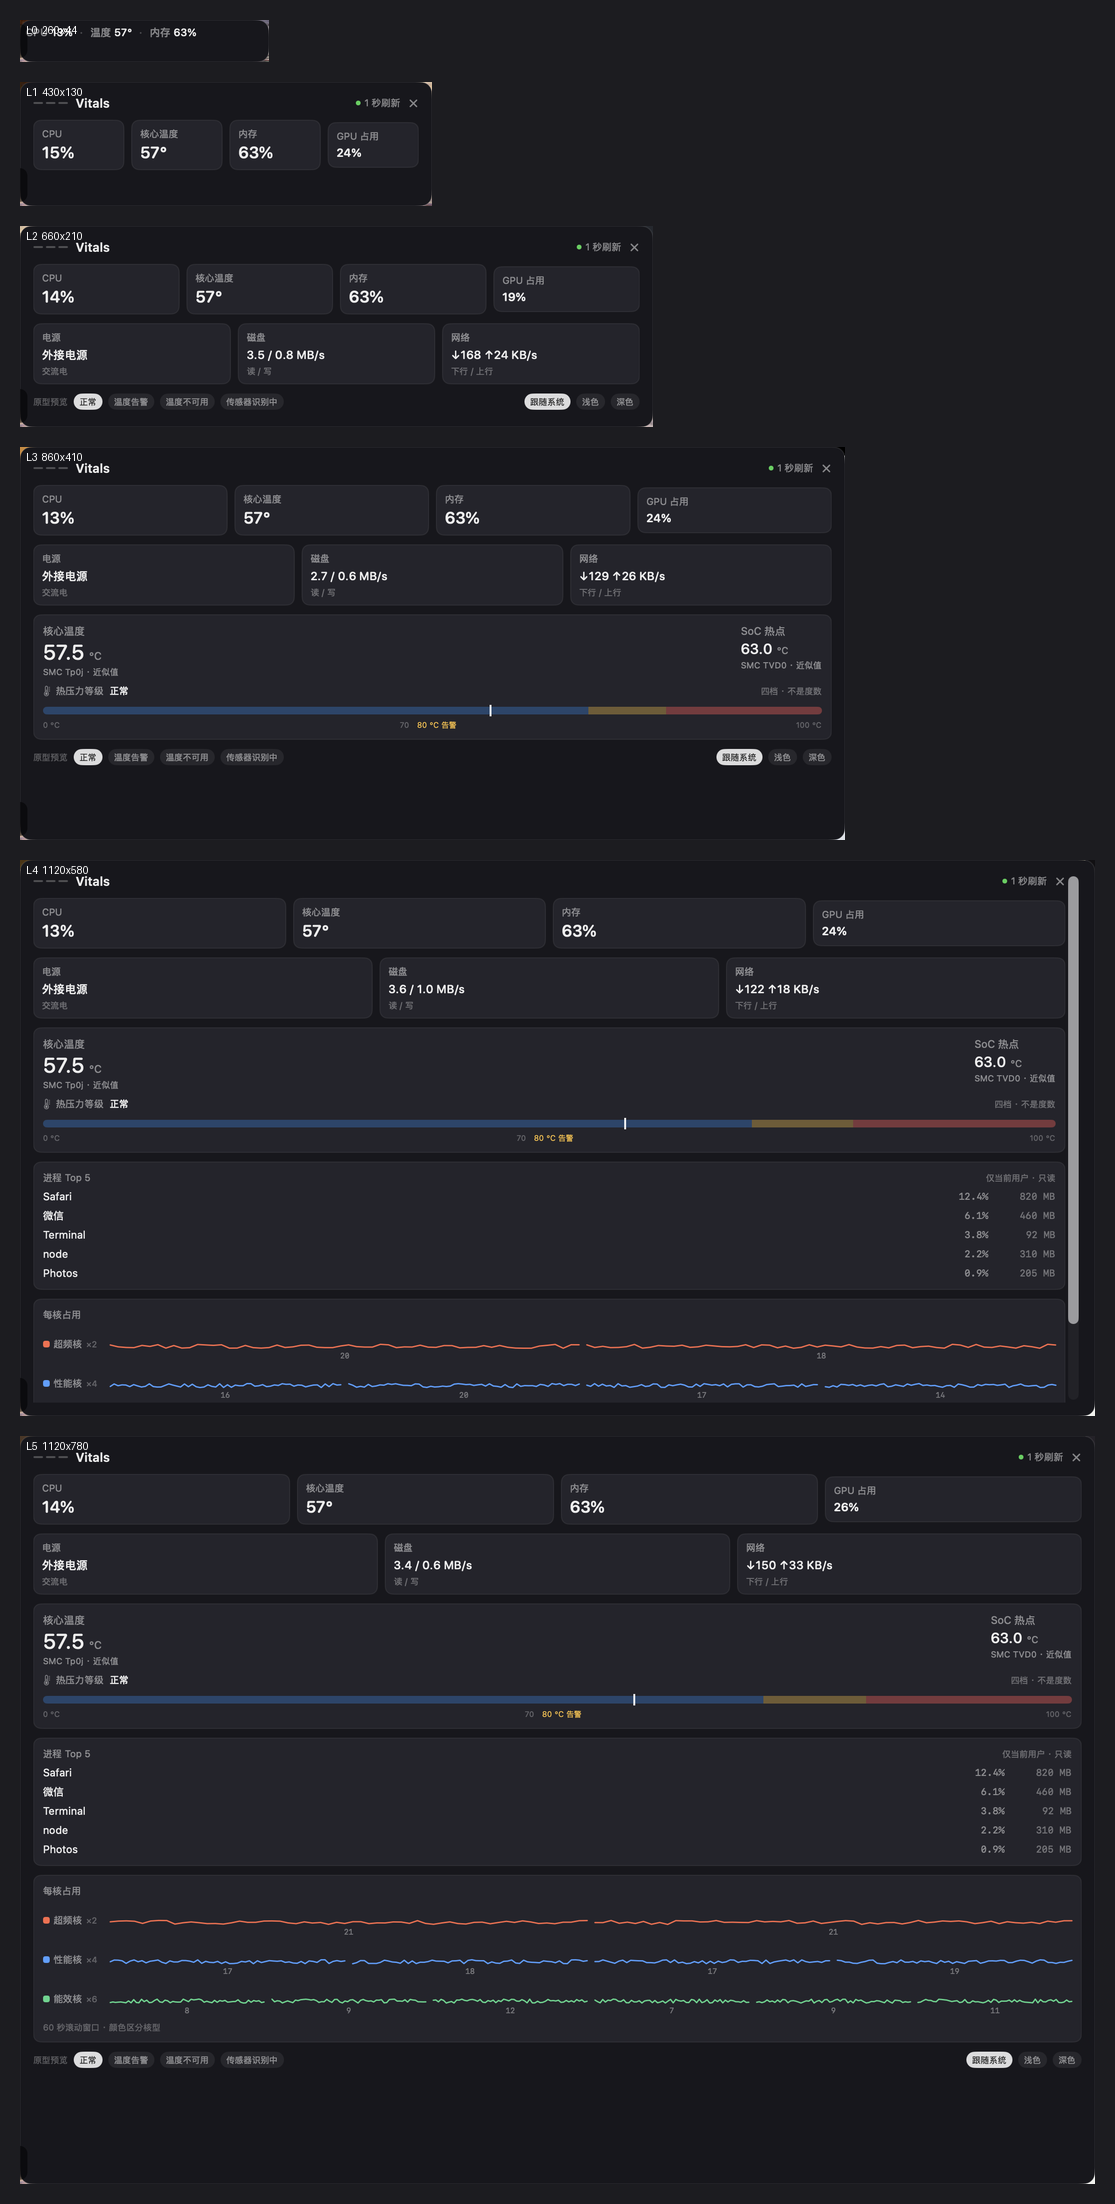 L0 260x44
CPU 13% · 温度 57° · 内存 63%
L1 430x130
Vitals
1 秒刷新 ×
CPU 核心温度 内存 GPU 占用
15% 57° 63% 24%
L2 660x210
Vitals
1 秒刷新 ×
CPU 核心温度 内存 GPU 占用
14% 57° 63% 19%
电源 磁盘 网络
外接电源 3.5 / 0.8 MB/s ↓168 ↑24 KB/s
交流电 读 / 写 下行 / 上行
原型预览 正常 温度告警 温度不可用 传感器识别中 跟随系统 浅色 深色
L3 860x410
Vitals
1 秒刷新 ×
CPU 核心温度 内存 GPU 占用
13% 57° 63% 24%
电源 磁盘 网络
外接电源 2.7 / 0.6 MB/s ↓129 ↑26 KB/s
交流电 读 / 写 下行 / 上行
核心温度 SoC 热点
57.5 °C 63.0 °C
SMC Tp0j · 近似值 SMC TVD0 · 近似值
热压力等级 正常 四档 · 不是度数
0 °C 70 80 °C 告警 100 °C
原型预览 正常 温度告警 温度不可用 传感器识别中 跟随系统 浅色 深色
L4 1120x580
Vitals
1 秒刷新 ×
CPU 核心温度 内存 GPU 占用
13% 57° 63% 24%
电源 磁盘 网络
外接电源 3.6 / 1.0 MB/s ↓122 ↑18 KB/s
交流电 读 / 写 下行 / 上行
核心温度 SoC 热点
57.5 °C 63.0 °C
SMC Tp0j · 近似值 SMC TVD0 · 近似值
热压力等级 正常 四档 · 不是度数
0 °C 70 80 °C 告警 100 °C
进程 Top 5 仅当前用户 · 只读
Safari 12.4% 820 MB
微信 6.1% 460 MB
Terminal 3.8% 92 MB
node 2.2% 310 MB
Photos 0.9% 205 MB
每核占用
超频核 ×2
20 18
性能核 ×4
16 20 17 14
L5 1120x780
Vitals
1 秒刷新 ×
CPU 核心温度 内存 GPU 占用
14% 57° 63% 26%
电源 磁盘 网络
外接电源 3.4 / 0.6 MB/s ↓150 ↑33 KB/s
交流电 读 / 写 下行 / 上行
核心温度 SoC 热点
57.5 °C 63.0 °C
SMC Tp0j · 近似值 SMC TVD0 · 近似值
热压力等级 正常 四档 · 不是度数
0 °C 70 80 °C 告警 100 °C
进程 Top 5 仅当前用户 · 只读
Safari 12.4% 820 MB
微信 6.1% 460 MB
Terminal 3.8% 92 MB
node 2.2% 310 MB
Photos 0.9% 205 MB
每核占用
超频核 ×2
21 21
性能核 ×4
17 18 17 19
能效核 ×6
8 9 12 7 9 11
60 秒滚动窗口 · 颜色区分核型
原型预览 正常 温度告警 温度不可用 传感器识别中 跟随系统 浅色 深色